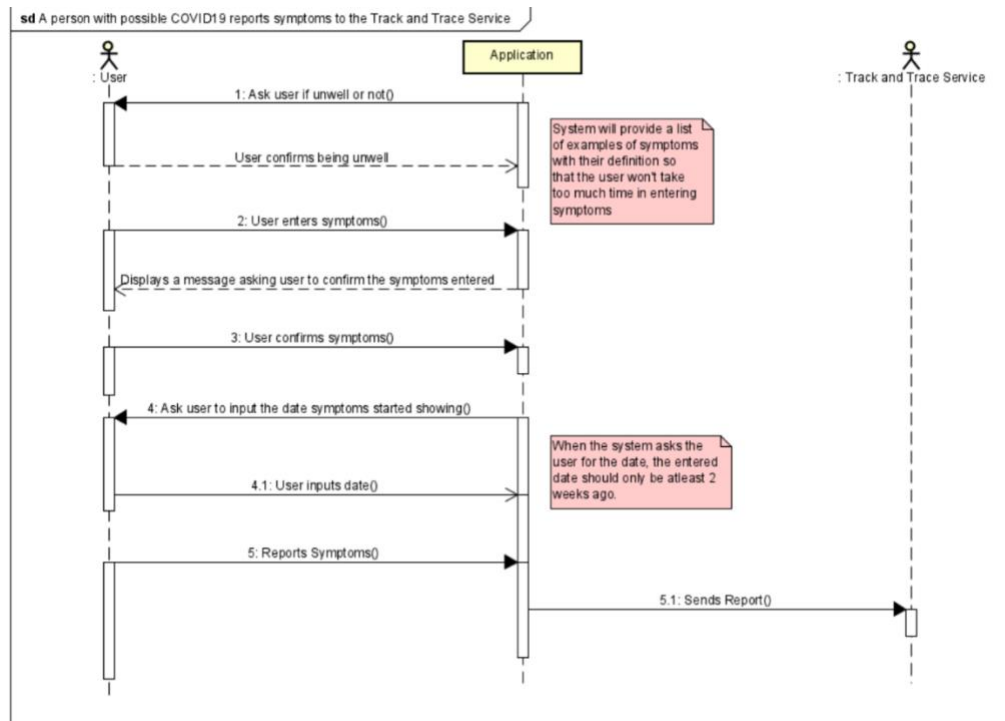 sd A person with possible COVID19 reports symptoms to the Track and Trace Service
: User
Application
: Track and Trace Service
1: Ask user if unwell or not()
System will provide a list
of examples of symptoms
with their definition so
that the user won't take
too much time in entering
symptoms
User confirms being unwell
2: User enters symptoms()
Displays a message asking user to confirm the symptoms entered
3: User confirms symptoms()
4: Ask user to input the date symptoms started showing()
When the system asks the
user for the date, the entered
date should only be atleast 2
weeks ago.
4.1: User inputs date()
5: Reports Symptoms()
5.1: Sends Report()